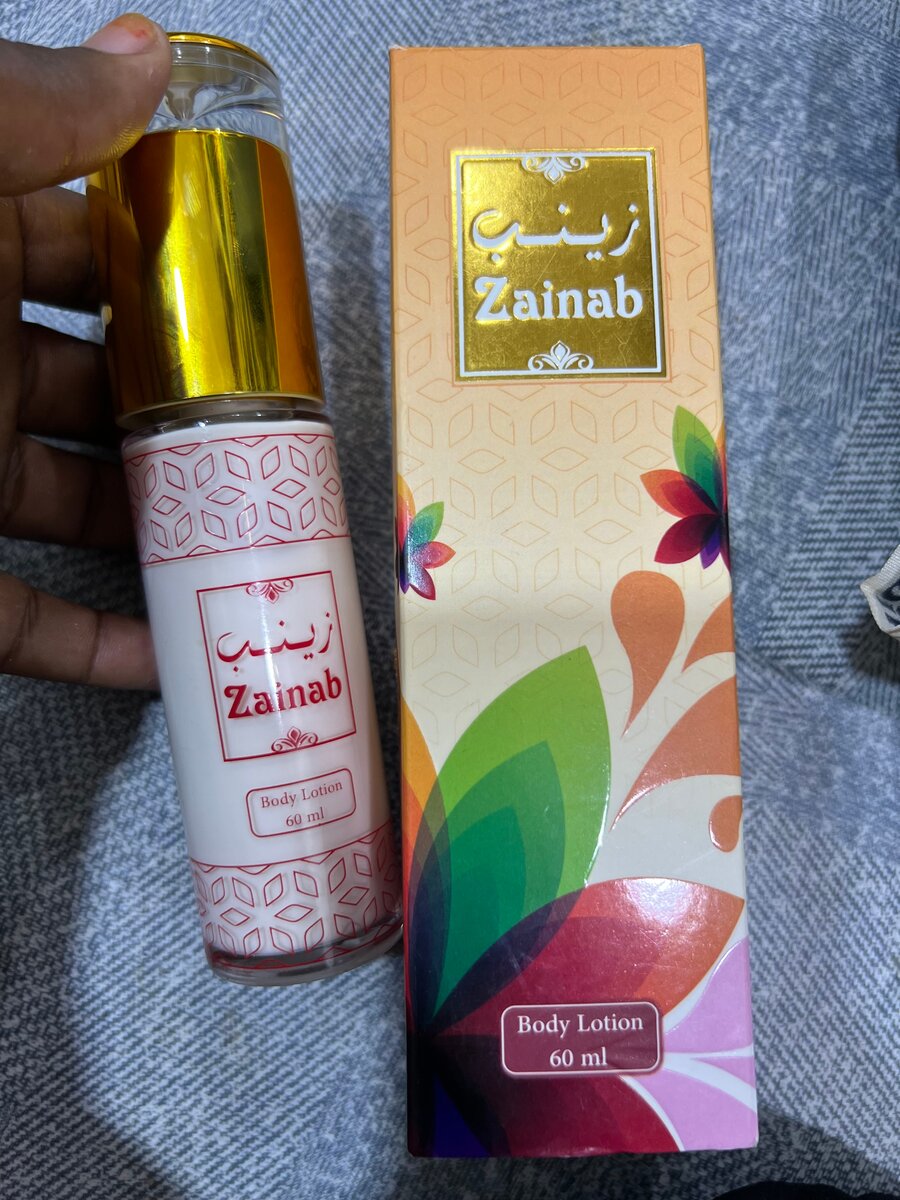 زينب
Zainab
Body Lotion
60 ml
زينب
Zainab
Body Lotion
60 ml